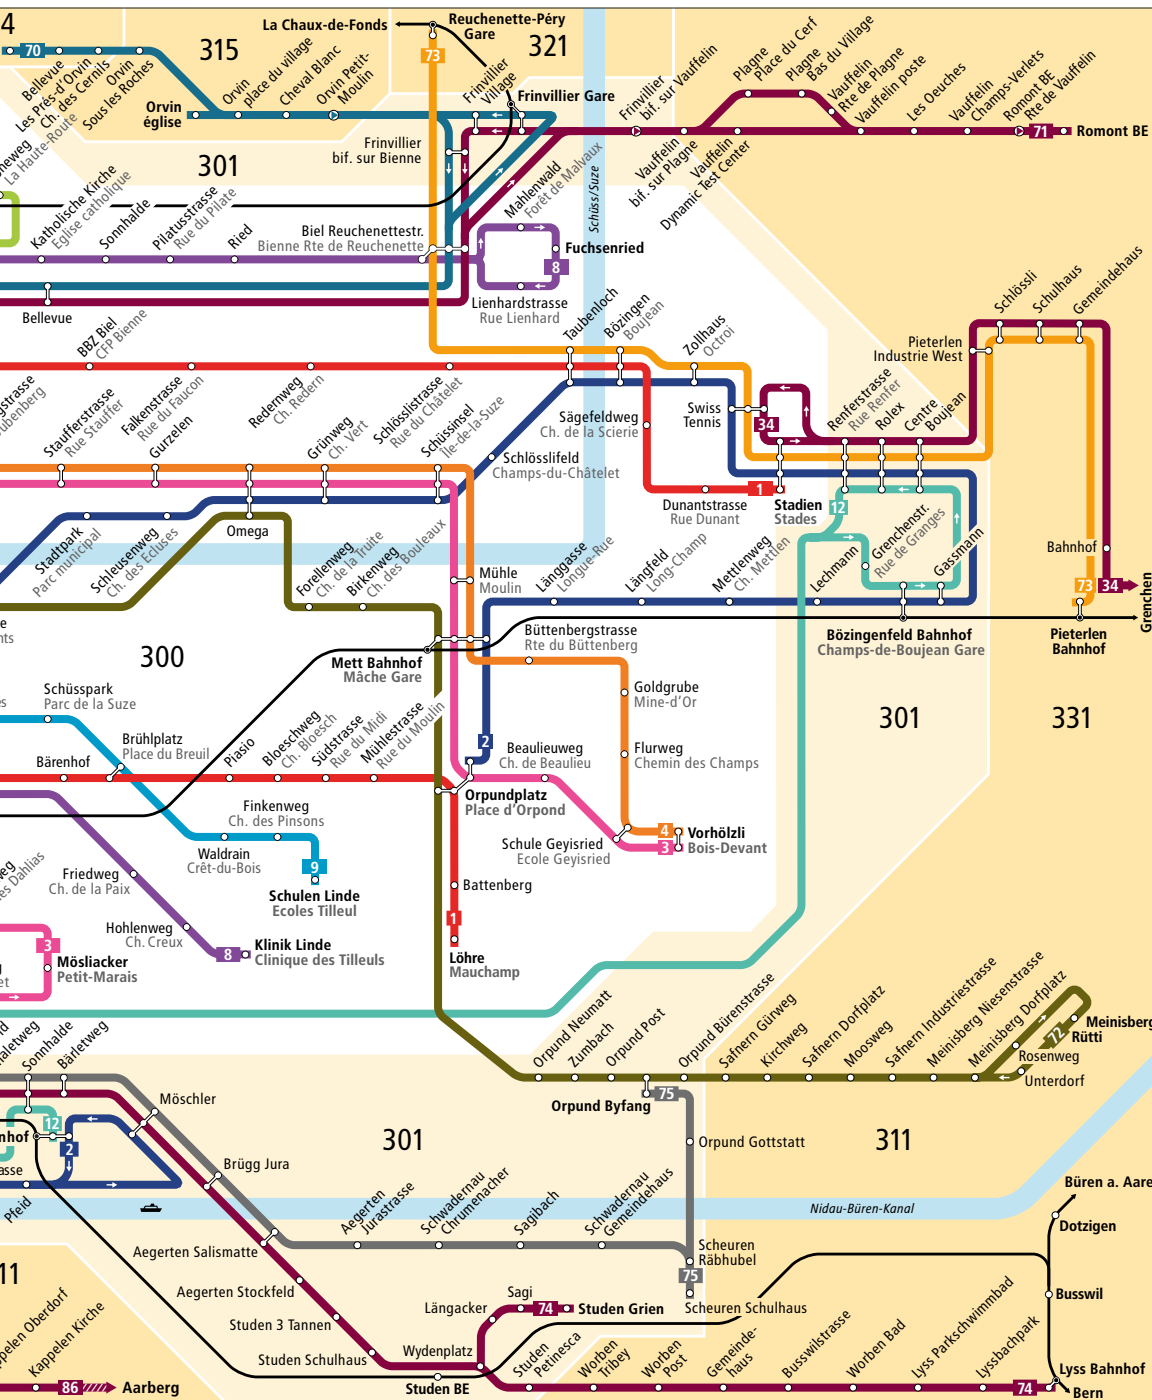 4
70
315
321
La Chaux-de-Fonds
Reuchenette-Péry
Gare
73
Bellevue
Les Prés-d'Orvin
Ch. des Cernils
Orvin
Sous les Roches
La Haute-Route
Orvin
église
Orvin
place du village
Cheval Blanc
Orvin Petit-
Moulin
Frinvillier
Village
Frinvillier Gare
Frinvillier
bif. sur Bienne
Frinvillier
bif. sur Vauffelin
Plagne
Place du Cerf
Plagne
Bas du Village
Vauffelin
Rte de Plagne
Vauffelin poste
Les Oeuches
Vauffelin
Champs-Verlets
Romont BE
Rte de Vauffelin
71
Romont BE
Vauffelin
bif. sur Plagne
Vauffelin
Dynamic Test Center
Schüss/Suze
301
Katholische Kirche
Eglise catholique
Sonnhalde
Pilatusstrasse
Rue du Pilate
Ried
Biel Reuchenettestr.
Bienne Rte de Reuchenette
Mahlenwald
Forêt de Malvaux
Fuchsenried
8
Lienhardstrasse
Rue Lienhard
Bellevue
BBZ Biel
CFP Bienne
Taubenloch
Bözingen
Boujean
Zollhaus
Octroi
Pieterlen
Industrie West
Schlössli
Schulhaus
Gemeindehaus
Stauffersstrasse
Rue Stauffer
Falkenstrasse
Rue du Faucon
Gurzelen
Redernweg
Ch. Redern
Grünweg
Ch. Vert
Schlösslistrasse
Rue du Châtelet
Schüssinsel
Île-de-la-Suze
Schlösslifeld
Champs-du-Châtelet
Sägefeldweg
Ch. de la Scierie
Swiss
Tennis
34
Renferstrasse
Rue Renfer
Rolex
Centre
Boujean
Dunantstrasse
Rue Dunant
1
Stadien
Stades
12
Omega
Stadtpark
Parc municipal
Schleusenweg
Ch. des Ecluses
Forellenweg
Ch. de la Truite
Birkenweg
Ch. des Bouleaux
Mühle
Moulin
Länggasse
Longue-Rue
Längfeld
Long-Champ
Mettlenweg
Ch. Metlen
Lechmann
Grenchenstr.
Rue de Granges
Gassmann
Bahnhof
73
34
Grenchen
Pieterlen
Bahnhof
Bözingenfeld Bahnhof
Champs-de-Boujean Gare
300
Mett Bahnhof
Mâche Gare
Büttenbergstrasse
Rte du Büttenberg
Goldgrube
Mine-d'Or
Flurweg
Chemin des Champs
301
331
Schüsspark
Parc de la Suze
Brühlplatz
Place du Breuil
Bärenhof
Piasio
Bloeschweg
Ch. Bloesch
Südstrasse
Rue du Midi
Mühlestrasse
Rue du Moulin
2
Beaulieuweg
Ch. de Beaulieu
Orpundplatz
Place d'Orpond
Schule Geyisried
Ecole Geyisried
4
3
Vorhölzli
Bois-Devant
Finkenweg
Ch. des Pinsons
Waldrain
Crêt-du-Bois
9
Schulen Linde
Ecoles Tilleul
Friedweg
Ch. de la Paix
Battenberg
1
Löhre
Mauchamp
Hohlenweg
Ch. Creux
8
Klinik Linde
Clinique des Tilleuls
3
Mösliacker
Petit-Marais
Sonnhalde
Bärletweg
Orpund Neumatt
Zumbach
Orpund Post
Orpund Bürenstrasse
Safnern Gürweg
Kirchweg
Safnern Dorfplatz
Moosweg
Safnern Industriestrasse
Meinisberg Niesenstrasse
Meinisberg Dorfplatz
72
Meinisberg
Rütti
Rosenweg
Unterdorf
75
Orpund Byfang
Möschler
12
2
Pfeid
301
311
Brügg Jura
Orpund Gottstatt
Aegerten
Jurastrasse
Schwadernau
Chrumenacher
Sagibach
Schwadernau
Gemeindehaus
Nidau-Büren-Kanal
Büren a. Aare
Dotzigen
Aegerten Salismatte
Scheuren
Räbhubel
75
Scheuren Schulhaus
Aegerten Stockfeld
Studen 3 Tannen
Studen Schulhaus
Längacker
Sagi
74
Studen Grien
Wydenplatz
Studen BE
Busswil
11
Kappelen Kirche
86
Aarberg
Studen
Petinesca
Worben
Tribey
Worben
Post
Gemeinde-
haus
Busswilstrasse
Worben Bad
Lyss Parkschwimmbad
Lyssbachpark
74
Lyss Bahnhof
Bern